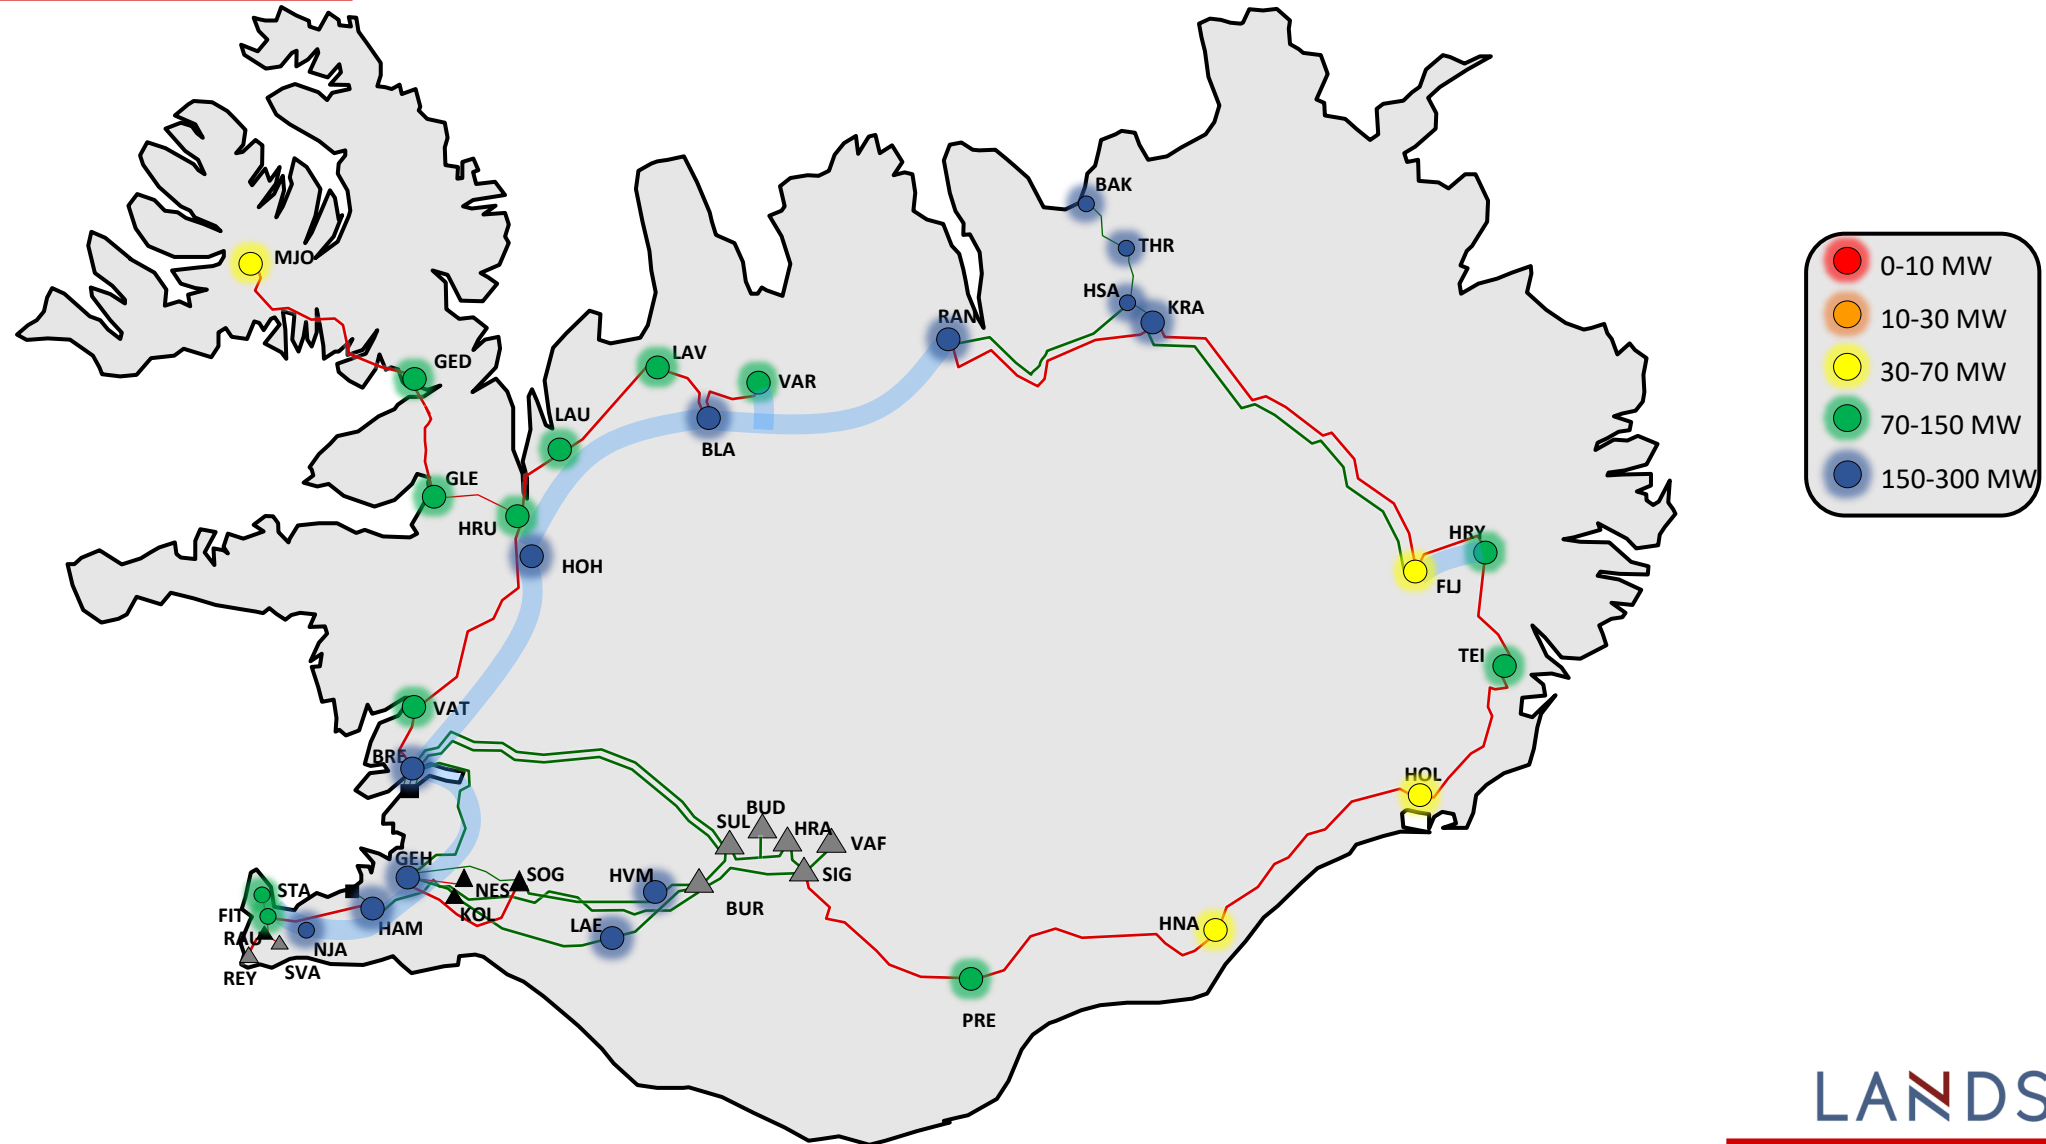 BAK
THR
MJO
HSA
KRA
0-10 MW
10-30 MW
30-70 MW
70-150 MW
150-300 MW
RAN
GED
LAV
VAR
LAU
BLA
GLE
HRU
HRY
HOH
FLJ
TEI
VAT
BRE
HOL
SUL
BUD
HRA
VAF
GEH
SOG
HVM
SIG
STA
NES
BUR
FIT
KOL
HAM
LAE
HNA
RAU
NJA
REY
SVA
PRE
LANDS